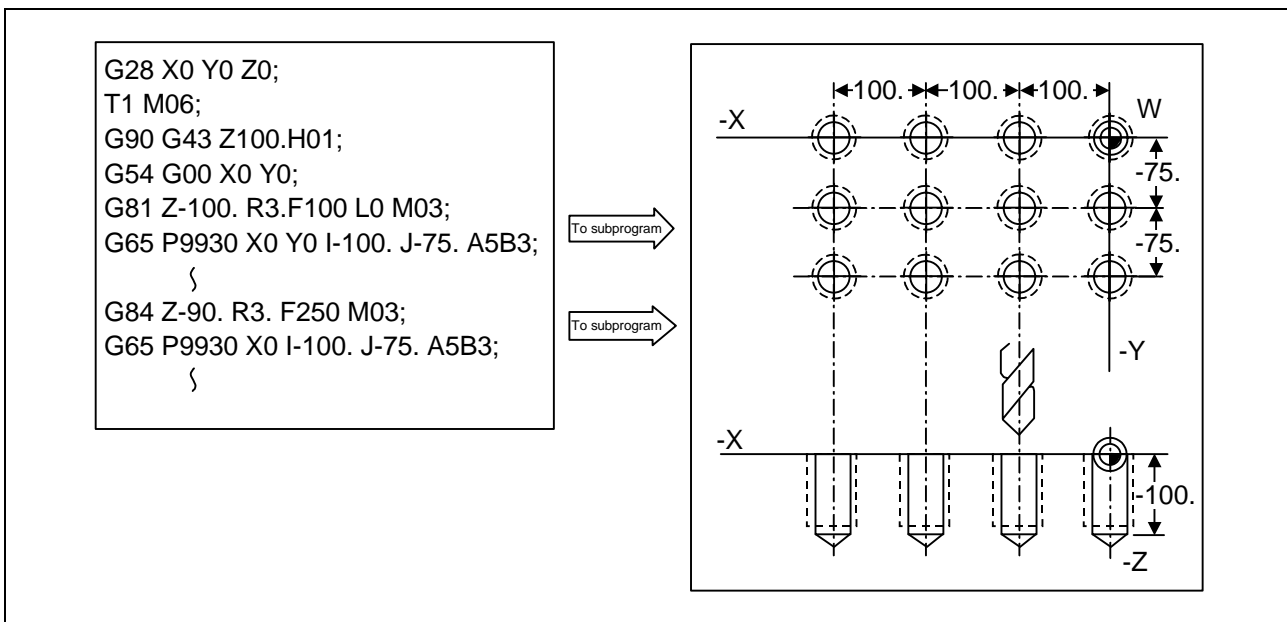 G28 X0 Y0 Z0;
T1 M06;
G90 G43 Z100.H01;
G54 G00 X0 Y0;
G81 Z-100. R3.F100 L0 M03;
G65 P9930 X0 Y0 I-100. J-75. A5B3;
G84 Z-90. R3. F250 M03;
G65 P9930 X0 I-100. J-75. A5B3;
To subprogram
To subprogram
100. 100. 100.
-X
W
-75.
-75.
-Y
-X
-100.
-Z